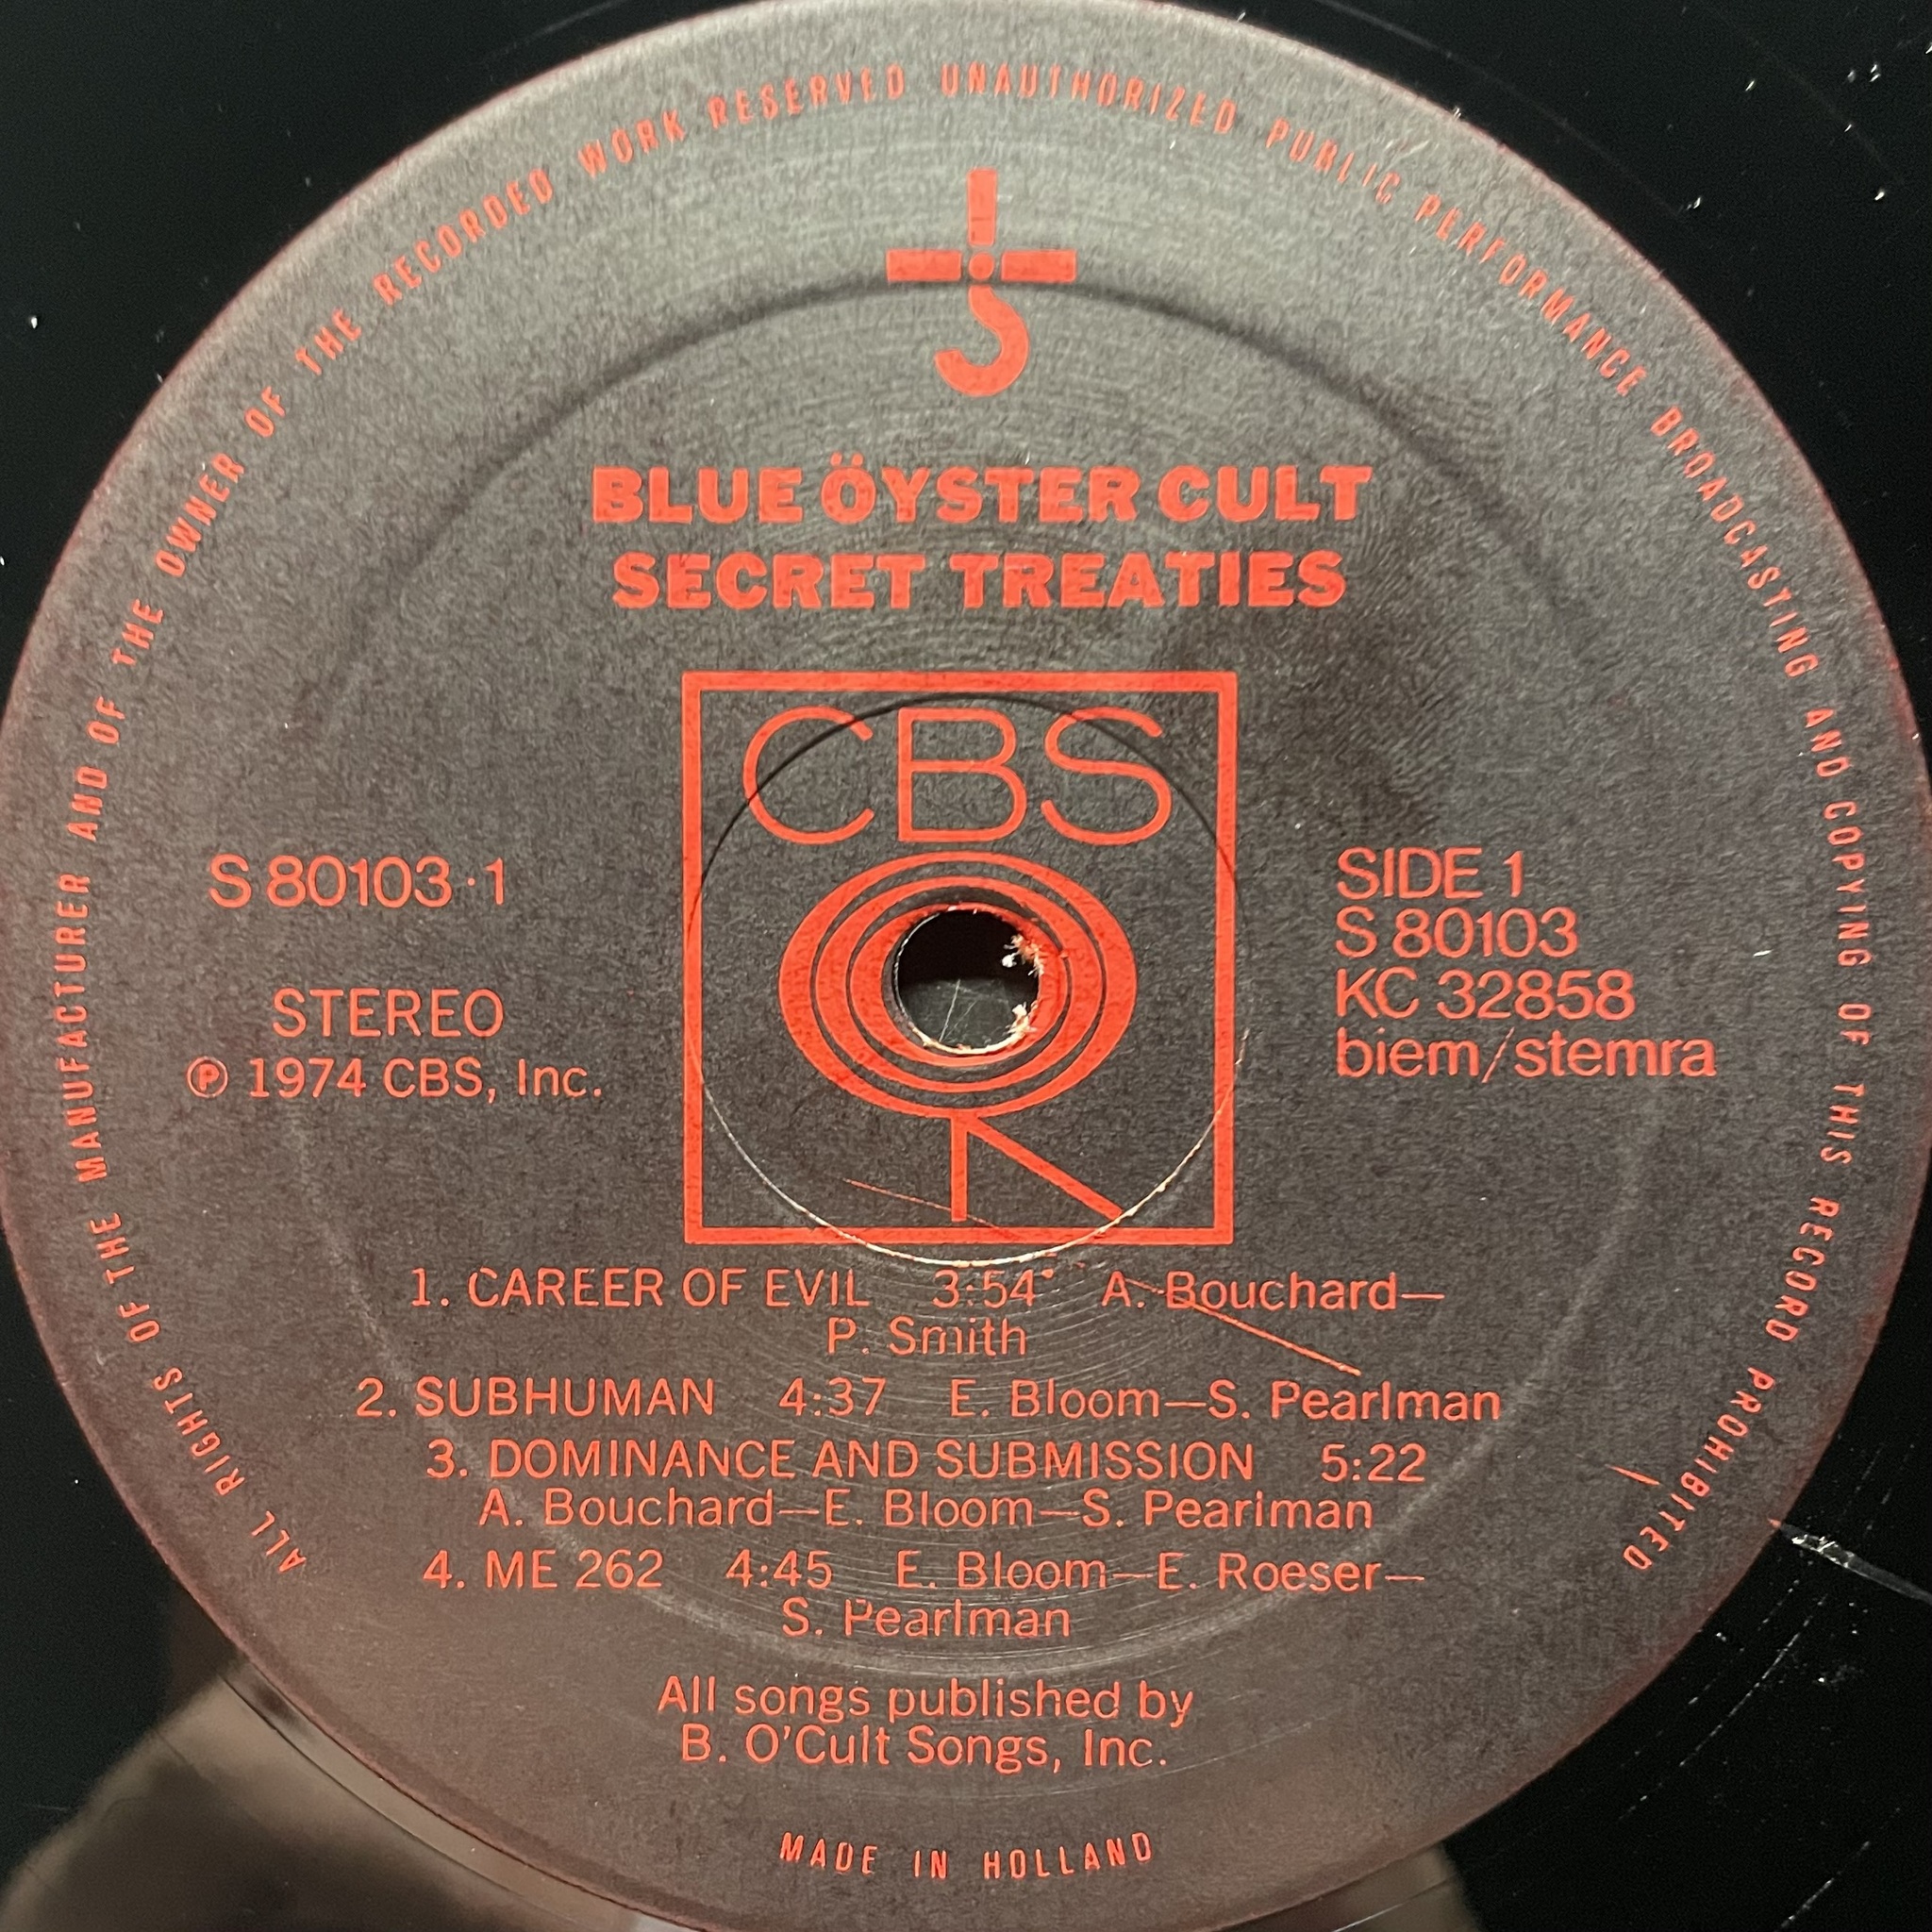 ALL RIGHTS OF THE MANUFACTURER AND OF THE OWNER OF THE RECORDED WORK RESERVED UNAUTHORIZED PUBLIC PERFORMANCE BROADCASTING AND COPYING OF THIS RECORD PROHIBITED
BLUE ÖYSTER CULT
SECRET TREATIES
CBS
S 80103·1
STEREO
℗ 1974 CBS, Inc.
SIDE 1
S 80103
KC 32858
biem/stemra
1. CAREER OF EVIL 3:54 A. Bouchard—
P. Smith
2. SUBHUMAN 4:37 E. Bloom—S. Pearlman
3. DOMINANCE AND SUBMISSION 5:22
A. Bouchard—E. Bloom—S. Pearlman
4. ME 262 4:45 E. Bloom—E. Roeser—
S. Pearlman
All songs published by
B. O'Cult Songs, Inc.
MADE IN HOLLAND